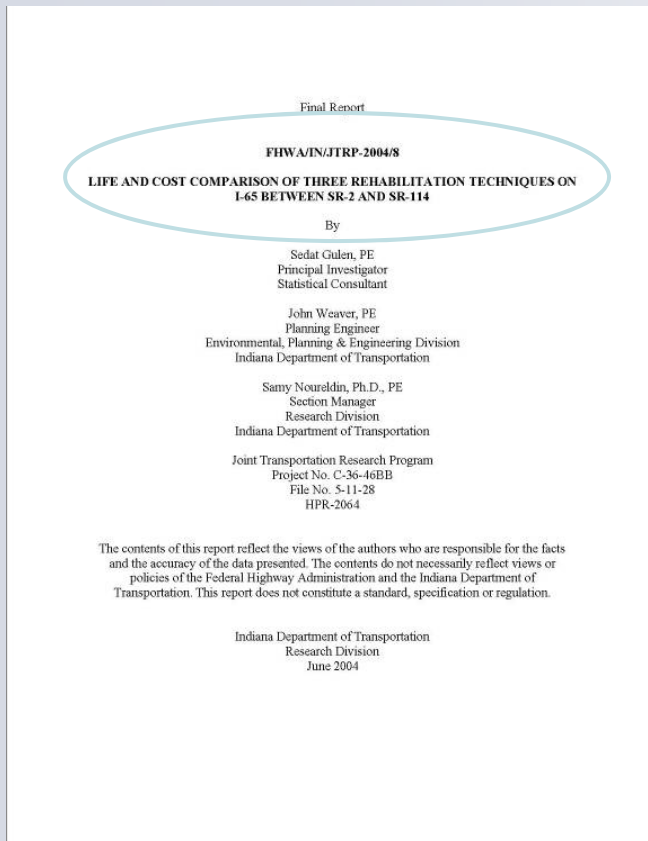 Final Report
FHWA/IN/JTRP-2004/8
LIFE AND COST COMPARISON OF THREE REHABILITATION TECHNIQUES ON
I-65 BETWEEN SR-2 AND SR-114
By
Sedat Gulen, PE
Principal Investigator
Statistical Consultant
John Weaver, PE
Planning Engineer
Environmental, Planning & Engineering Division
Indiana Department of Transportation
Samy Noureldin, Ph.D., PE
Section Manager
Research Division
Indiana Department of Transportation
Joint Transportation Research Program
Project No. C-36-46BB
File No. 5-11-28
HPR-2064
The contents of this report reflect the views of the authors who are responsible for the facts
and the accuracy of the data presented. The contents do not necessarily reflect views or
policies of the Federal Highway Administration and the Indiana Department of
Transportation. This report does not constitute a standard, specification or regulation.
Indiana Department of Transportation
Research Division
June 2004